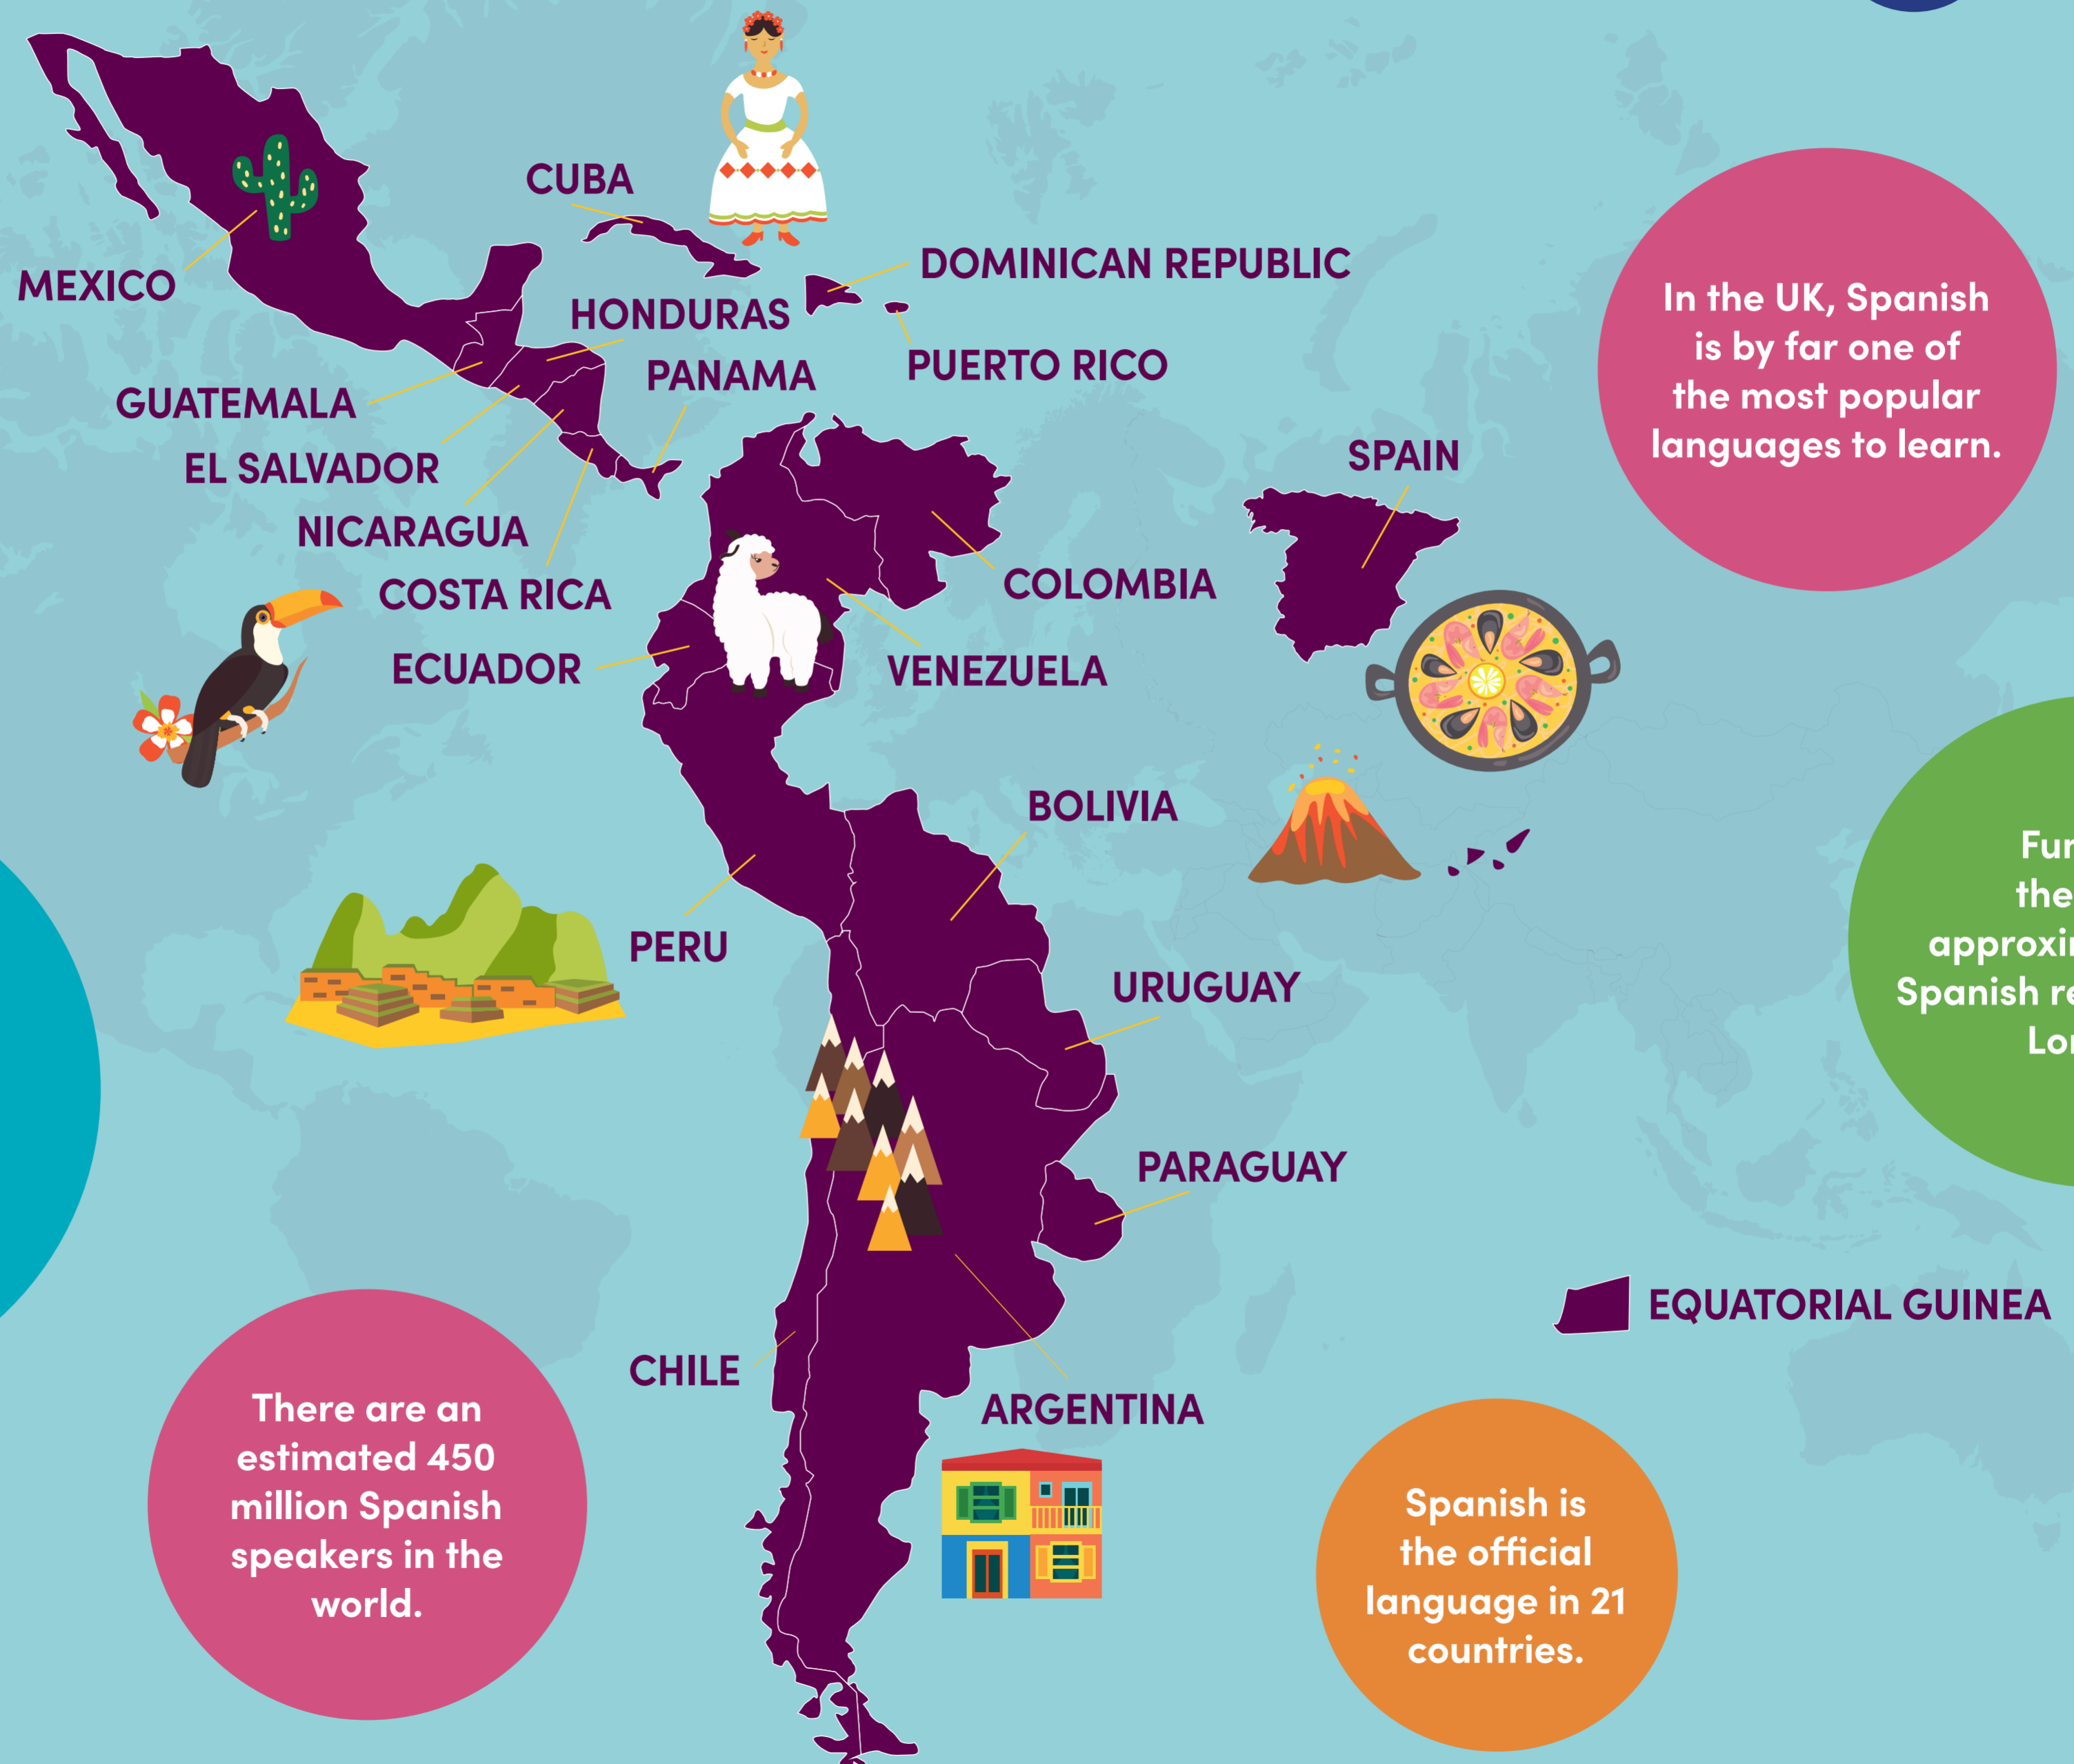 CUBA
DOMINICAN REPUBLIC
MEXICO
HONDURAS
PUERTO RICO
PANAMA
GUATEMALA
EL SALVADOR
NICARAGUA
COSTA RICA
ECUADOR
COLOMBIA
VENEZUELA
SPAIN
BOLIVIA
PERU
URUGUAY
PARAGUAY
EQUATORIAL GUINEA
CHILE
ARGENTINA
In the UK, Spanish
is by far one of
the most popular
languages to learn.
the
Spanish
There are an
estimated 450
million Spanish
speakers in the
world.
Spanish is
the official
language in 21
countries.